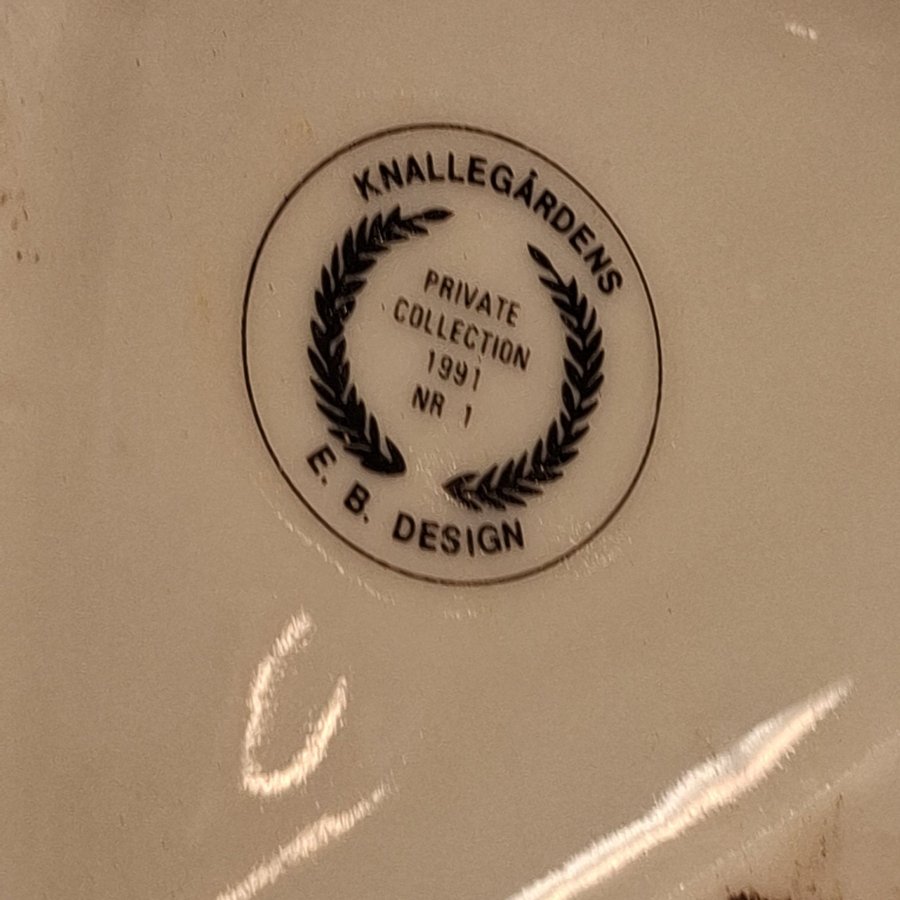 KNALLEGÅRDENS
PRIVATE
COLLECTION
1991
NR 1
E. B. DESIGN